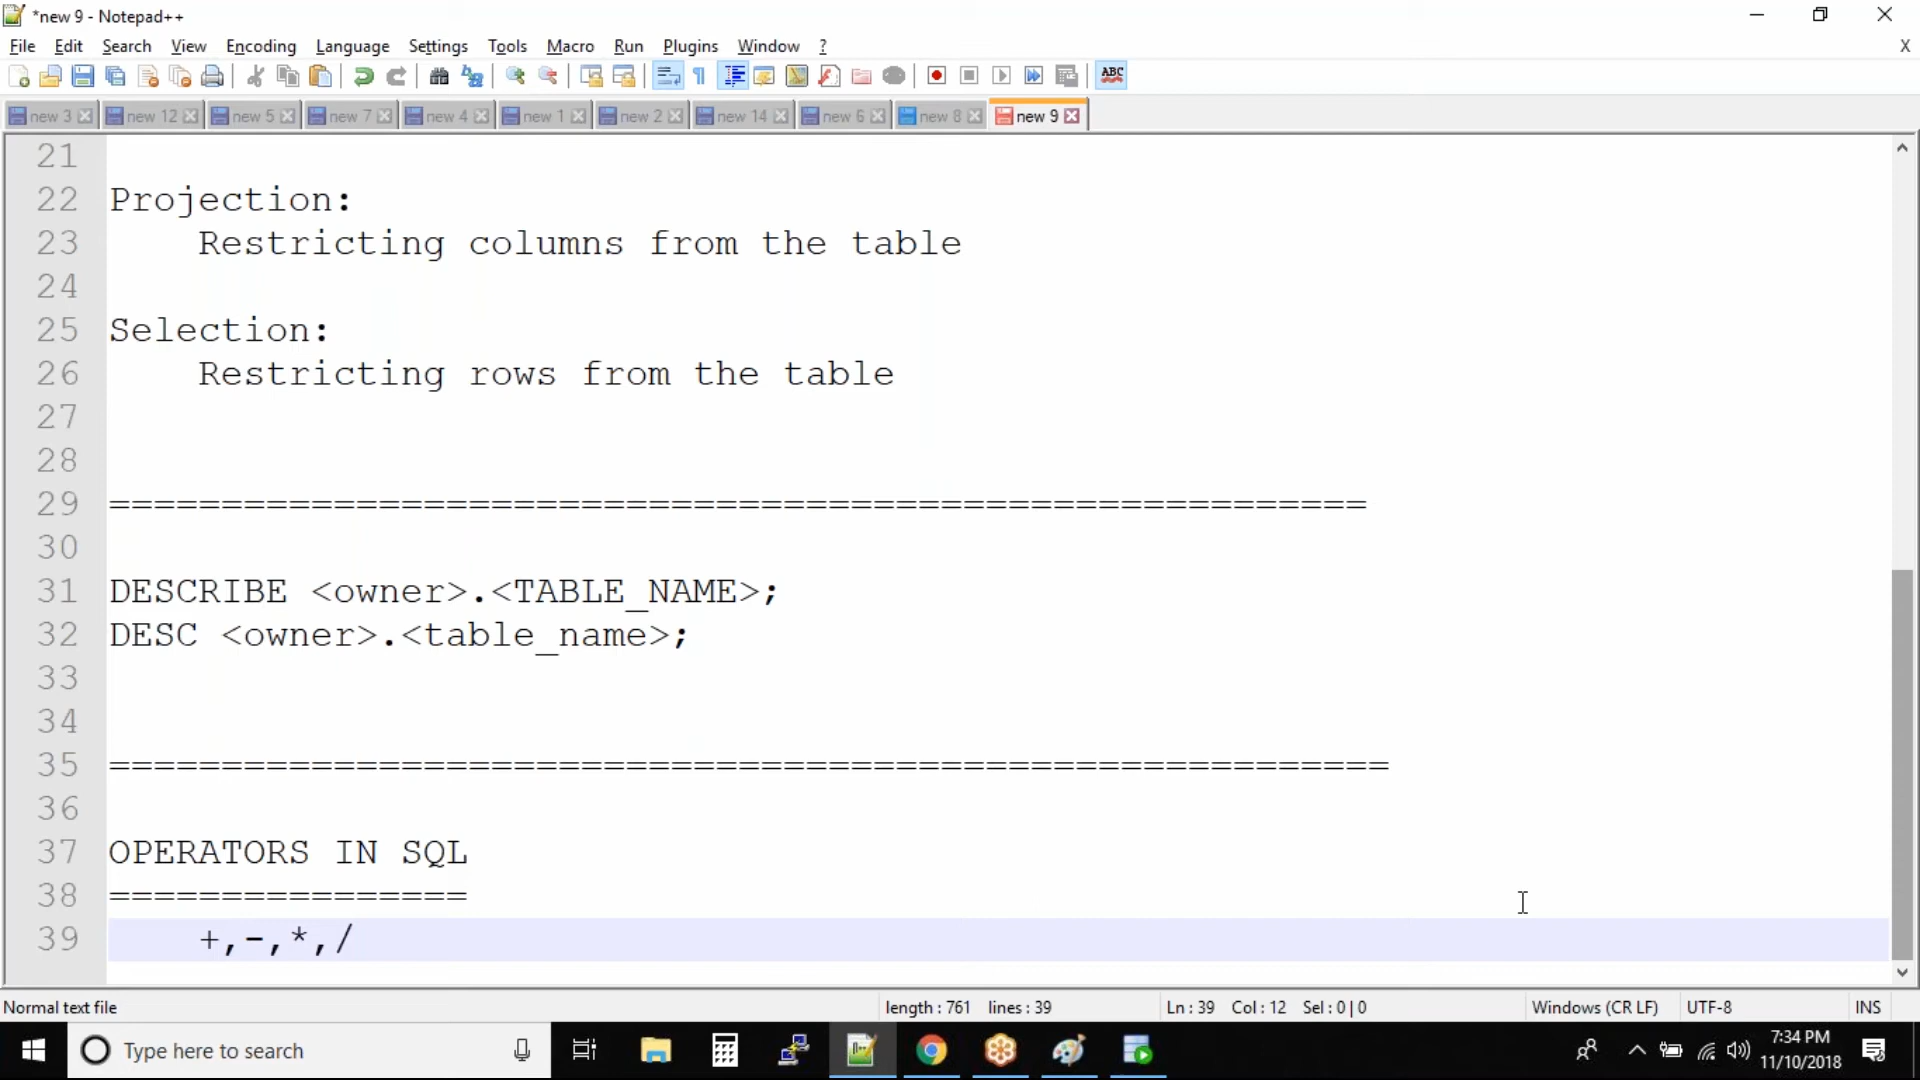 *new 9 - Notepad++
File Edit Search View Encoding Language Settings Tools Macro Run Plugins Window ? X
ABC
new 3 new 12 new 5 new 7 new 4 new 1 new 2 new 14 new 6 new 8 new 9
21
22 Projection:
23 Restricting columns from the table
24
25 Selection:
26 Restricting rows from the table
27
28
29 ========================================================
30
31 DESCRIBE <owner>.<TABLE_NAME>;
32 DESC <owner>.<table_name>;
33
34
35 =========================================================
36
37 OPERATORS IN SQL
38 ================
39 +,-,*,/
Normal text file length : 761 lines : 39 Ln : 39 Col : 12 Sel : 0 | 0 Windows (CR LF) UTF-8 INS
Type here to search
7:34 PM
11/10/2018